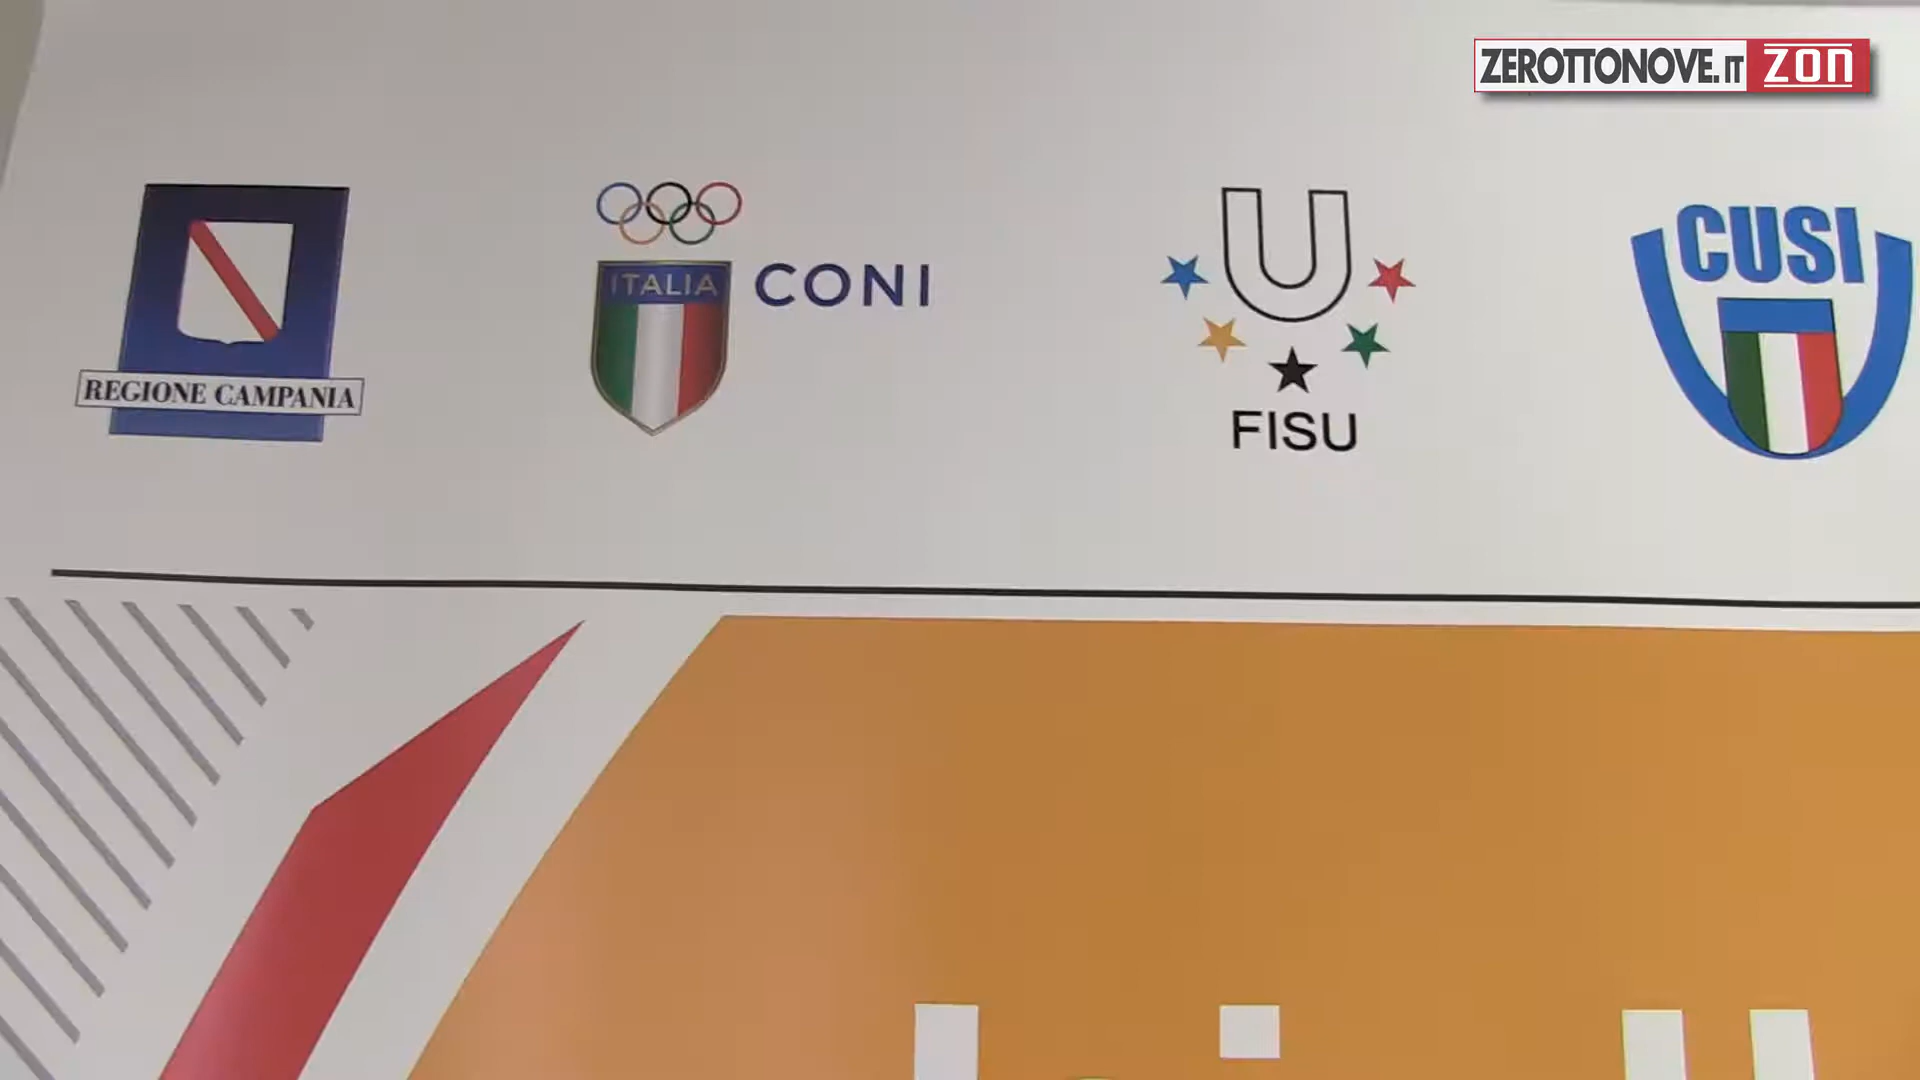 ZEROTTONOVE.IT ZON
REGIONE CAMPANIA
ITALIA
CONI
U
FISU
CUSI